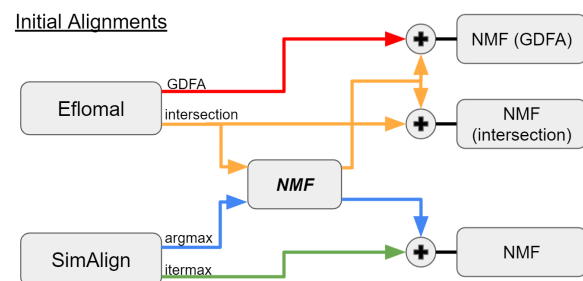 Initial Alignments
NMF (GDFA)
GDFA
Eflomal
intersection
NMF
(intersection)
NMF
argmax
SimAlign
itermax
NMF